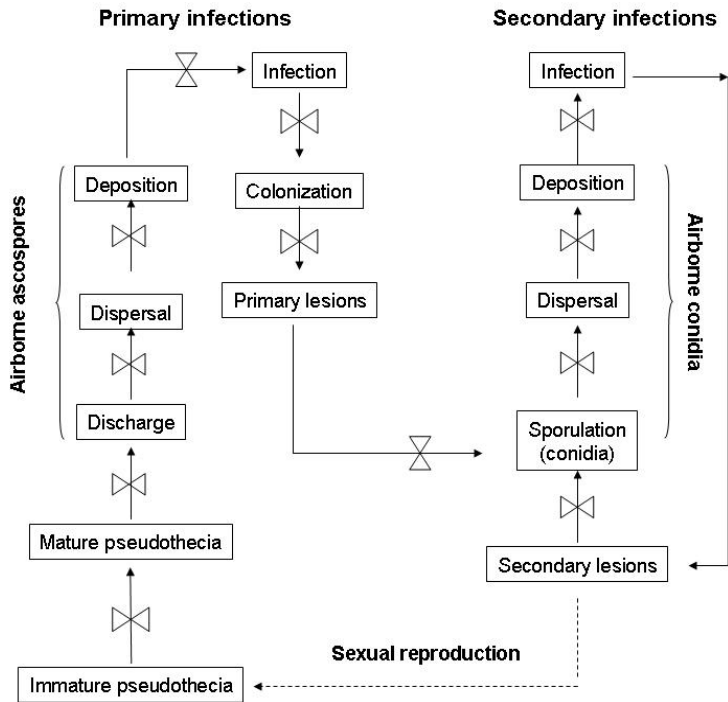 Primary infections
Secondary infections
Infection
Infection
Deposition
Colonization
Deposition
Airborne ascospores
Airborne conidia
Dispersal
Primary lesions
Dispersal
Discharge
Sporulation
(conidia)
Mature pseudothecia
Secondary lesions
Sexual reproduction
Immature pseudothecia